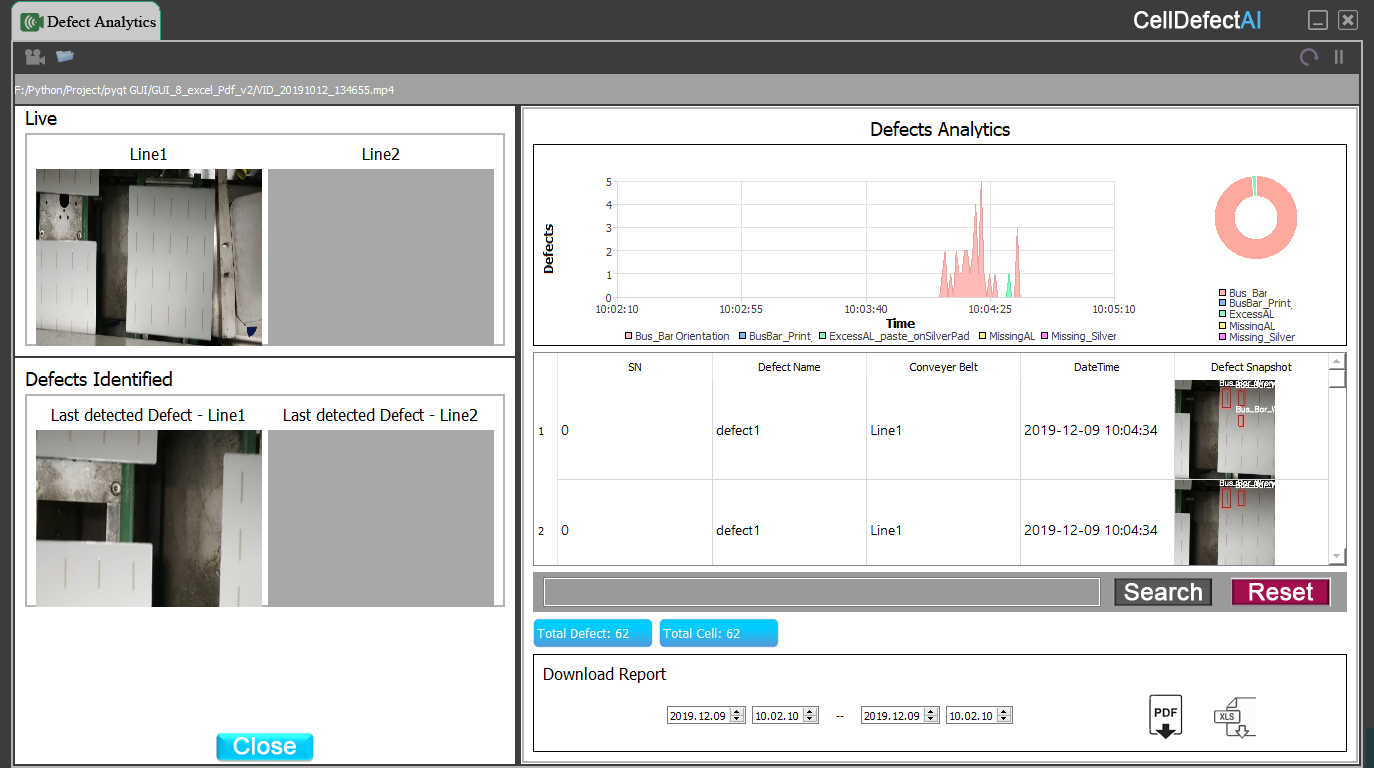 Defect Analytics
CellDefectAI
F:/Python/Project/pyqt GUI/GUI_8_excel_Pdf_v2/VID_20191012_134655.mp4
Live
Line1
Line2
Defects Identified
Last detected Defect - Line1
Last detected Defect - Line2
Close
Defects Analytics
Defects
5
4
3
2
1
0
10:02:10
10:02:55
10:03:40
10:04:25
10:05:10
Time
Bus_Bar Orientation
BusBar_Print
ExcessAL_paste_onSilverPad
MissingAL
Missing_Silver
Bus_Bar
BusBar_Print
ExcessAL
MissingAL
Missing_Silver
SN
Defect Name
Conveyer Belt
DateTime
Defect Snapshot
1
0
defect1
Line1
2019-12-09 10:04:34
2
0
defect1
Line1
2019-12-09 10:04:34
Search
Reset
Total Defect: 62
Total Cell: 62
Download Report
2019.12.09
10.02.10
--
2019.12.09
10.02.10
PDF
XLS